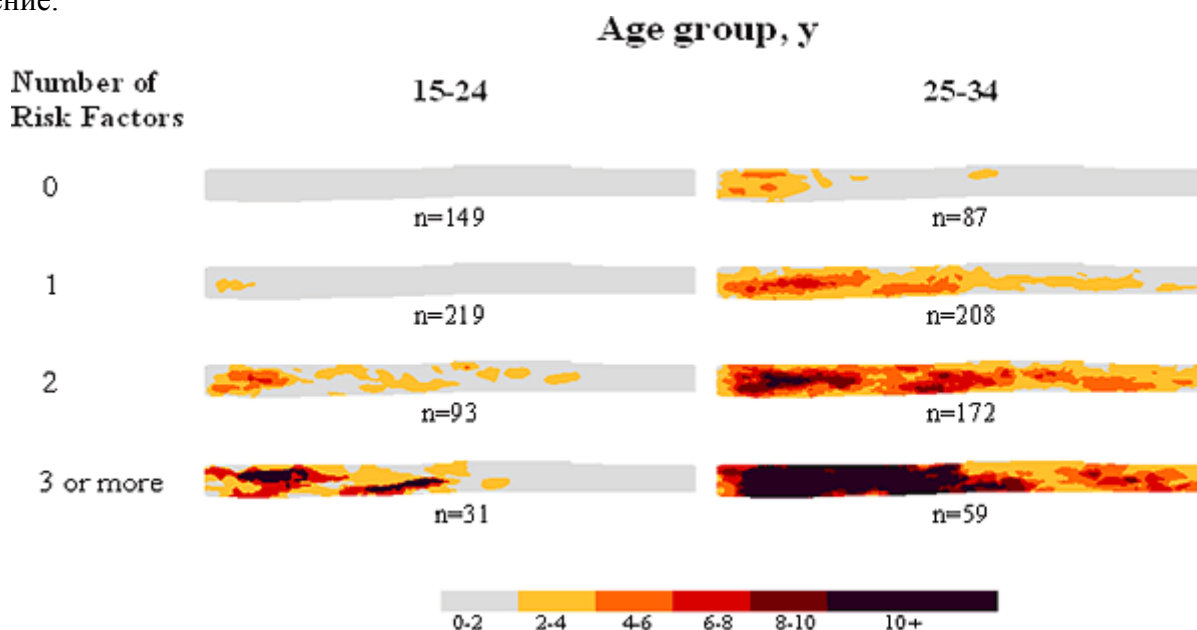 ение.
Age group, y
Number of
Risk Factors
15-24 25-34
0
n=149 n=87
1
n=219 n=208
2
n=93 n=172
3 or more
n=31 n=59
0-2 2-4 4-6 6-8 8-10 10+